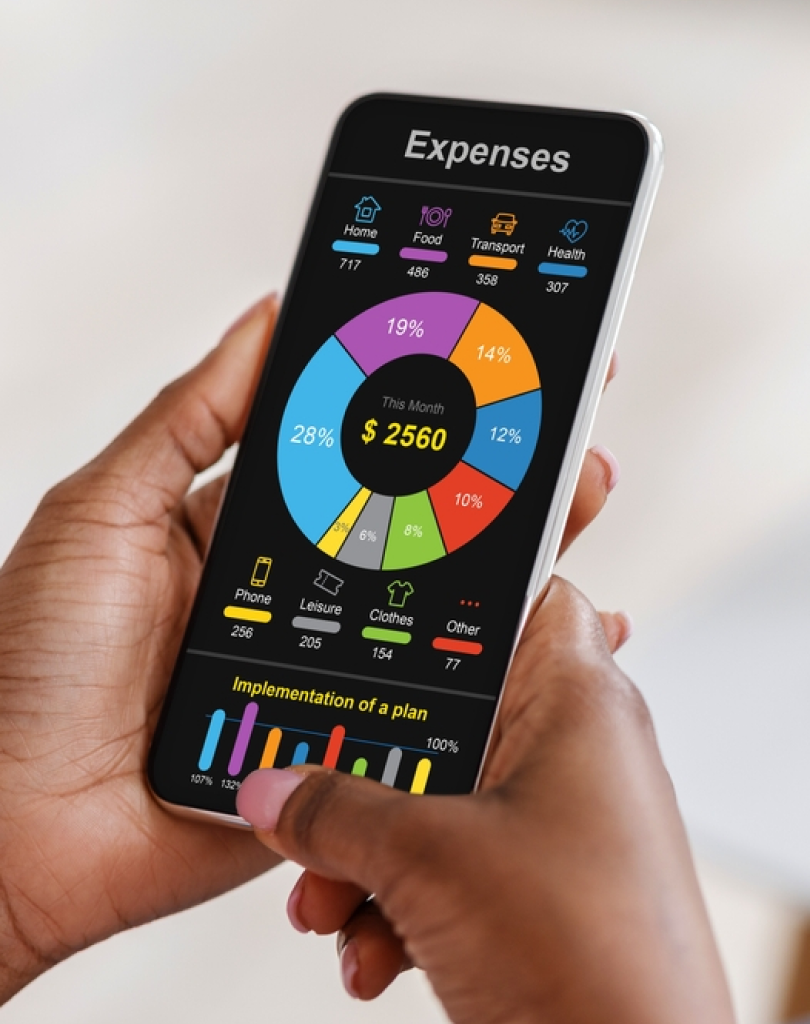 Expenses
Home Food Transport Health
717 486 358 307
19%
14%
28%
12%
10%
3% 6% 8%
This Month
$ 2560
Phone Leisure Clothes Other
256 205 154 77
Implementation of a plan
100%
107% 132%